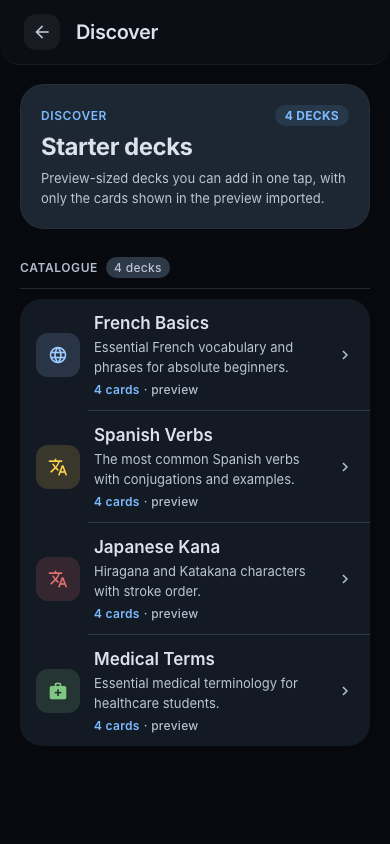 Discover
DISCOVER
4 DECKS
Starter decks
Preview-sized decks you can add in one tap, with
only the cards shown in the preview imported.
CATALOGUE
4 decks
French Basics
Essential French vocabulary and
phrases for absolute beginners.
4 cards · preview
Spanish Verbs
The most common Spanish verbs
with conjugations and examples.
4 cards · preview
Japanese Kana
Hiragana and Katakana characters
with stroke order.
4 cards · preview
Medical Terms
Essential medical terminology for
healthcare students.
4 cards · preview